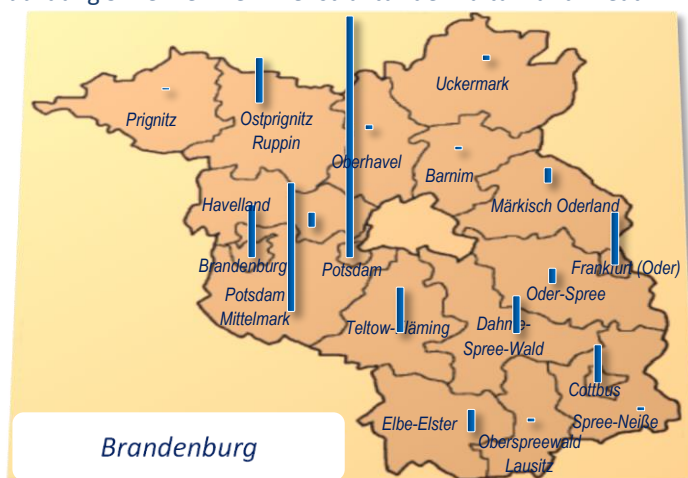 Uckermark
Prignitz
Ostprignitz
Ruppin
Oberhavel
Barnim
Havelland
Märkisch Oderland
Brandenburg
Potsdam
Frankfurt (Oder)
Potsdam
Mittelmark
Oder-Spree
Teltow-Fläming
Dahme-
Spree-Wald
Cottbus
Elbe-Elster
Spree-Neiße
Oberspreewald
Lausitz
Brandenburg